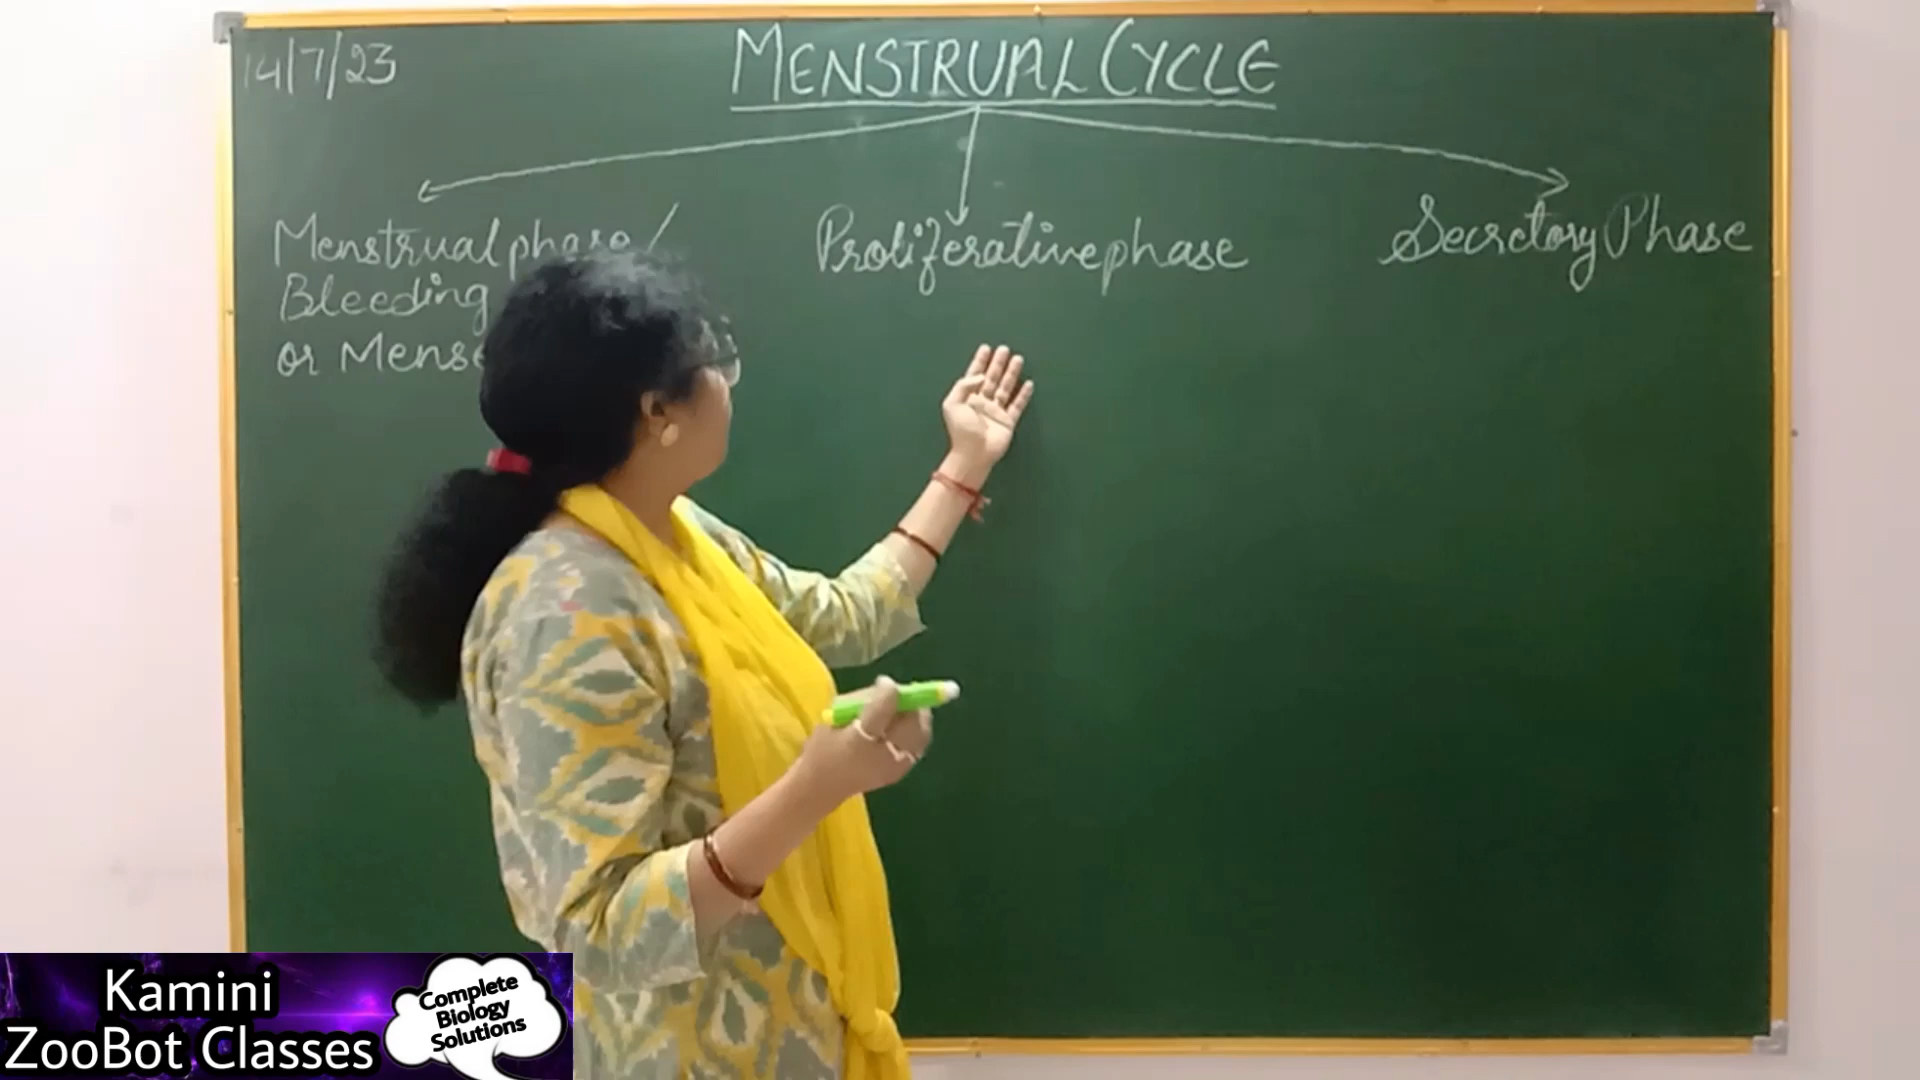 14/7/23
MENSTRUAL CYCLE
Menstrual phase /
Bleeding
or Mense
Proliferative phase
Secretory Phase
Kamini
ZooBot Classes
Complete
Biology
Solutions